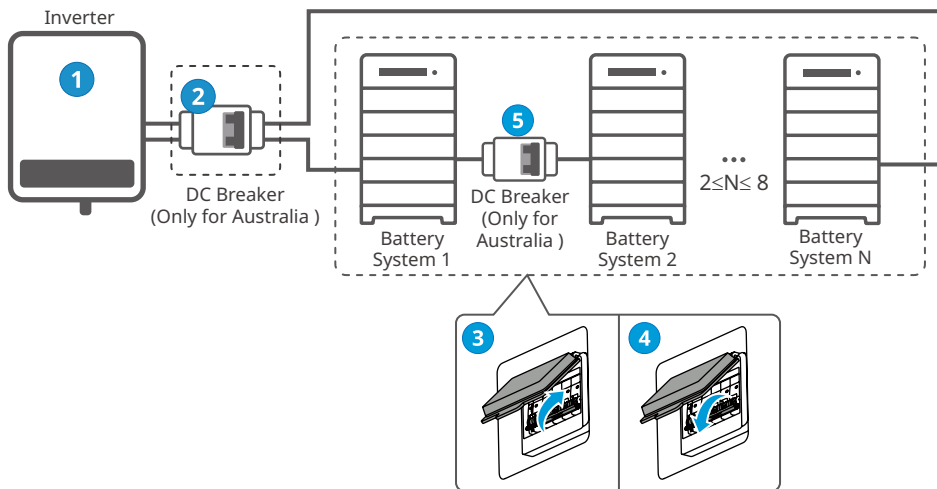 Inverter
1
2
DC Breaker
(Only for Australia )
5
DC Breaker
(Only for
Australia )
Battery
System 1
Battery
System 2
•••
2≤N≤ 8
Battery
System N
3
4